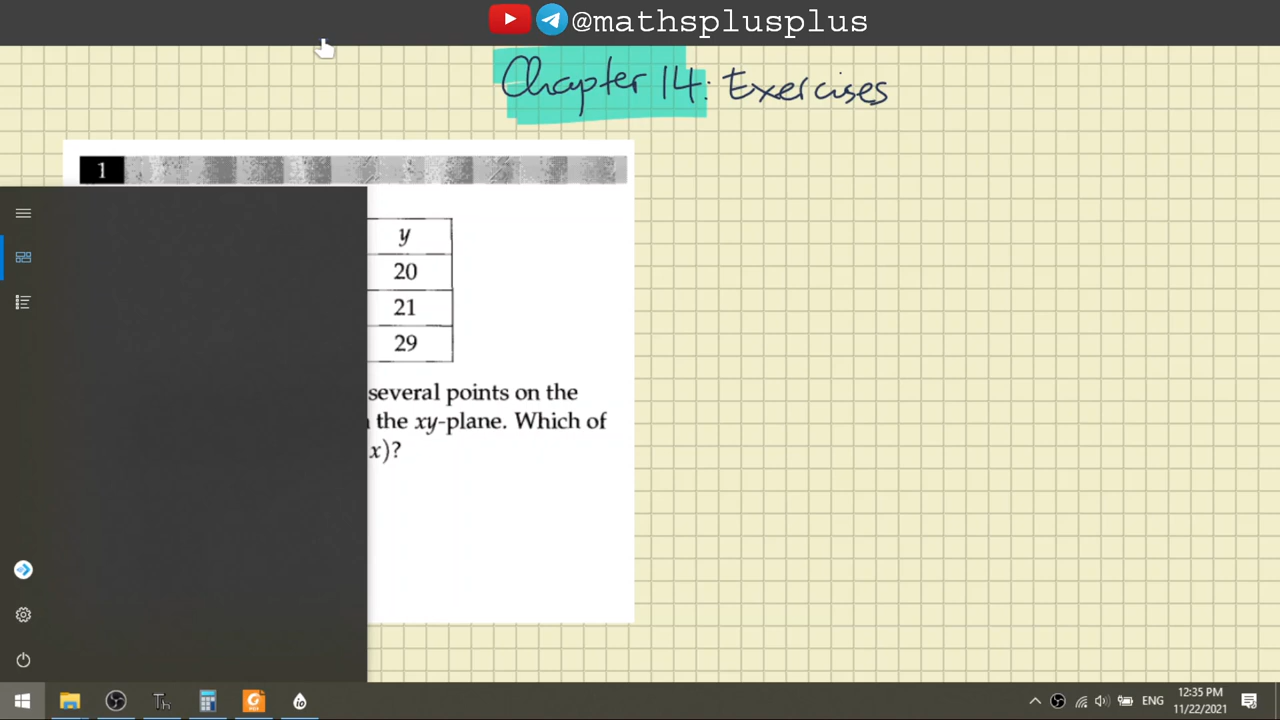 @mathsplusplus
Chapter 14: Exercises
1
y
20
21
29
several points on the
the xy-plane. Which of
x)?
ENG
12:35 PM
11/22/2021